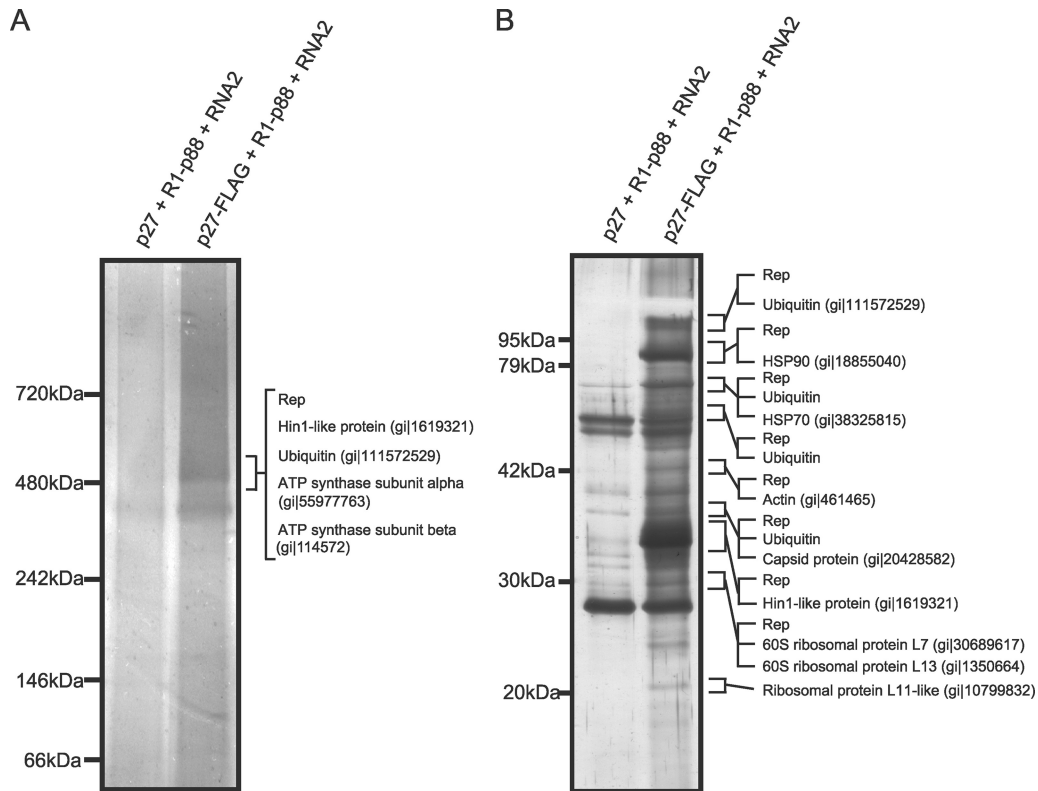 A
p27 + R1-p88 + RNA2
p27-FLAG + R1-p88 + RNA2
720kDa
480kDa
242kDa
146kDa
66kDa
Rep
Hin1-like protein (gi|1619321)
Ubiquitin (gi|111572529)
ATP synthase subunit alpha
(gi|55977763)
ATP synthase subunit beta
(gi|114572)
B
p27 + R1-p88 + RNA2
p27-FLAG + R1-p88 + RNA2
95kDa
79kDa
42kDa
30kDa
20kDa
Rep
Ubiquitin (gi|111572529)
Rep
HSP90 (gi|18855040)
Rep
Ubiquitin
HSP70 (gi|38325815)
Rep
Ubiquitin
Rep
Actin (gi|461465)
Rep
Ubiquitin
Capsid protein (gi|20428582)
Rep
Hin1-like protein (gi|1619321)
Rep
60S ribosomal protein L7 (gi|30689617)
60S ribosomal protein L13 (gi|1350664)
Ribosomal protein L11-like (gi|10799832)